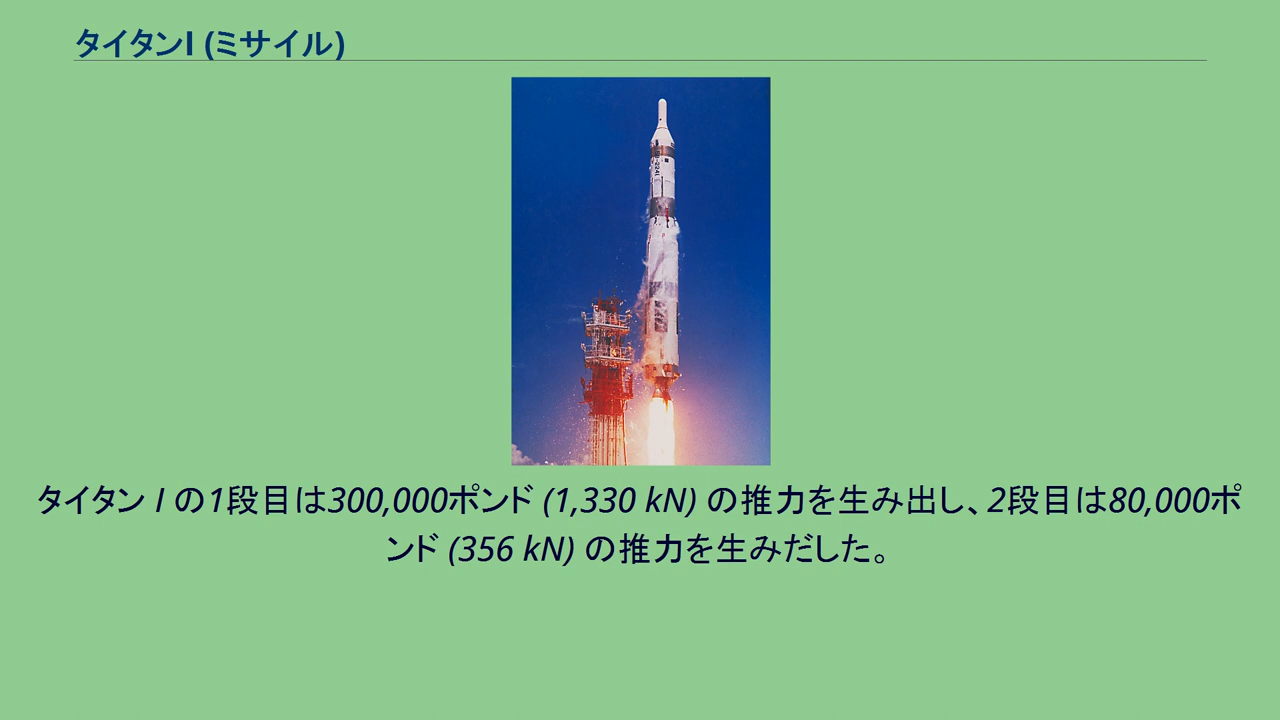 タイタンI (ミサイル)
タイタン I の1段目は300,000ポンド (1,330 kN) の推力を生み出し、2段目は80,000ポ
ンド (356 kN) の推力を生みだした。